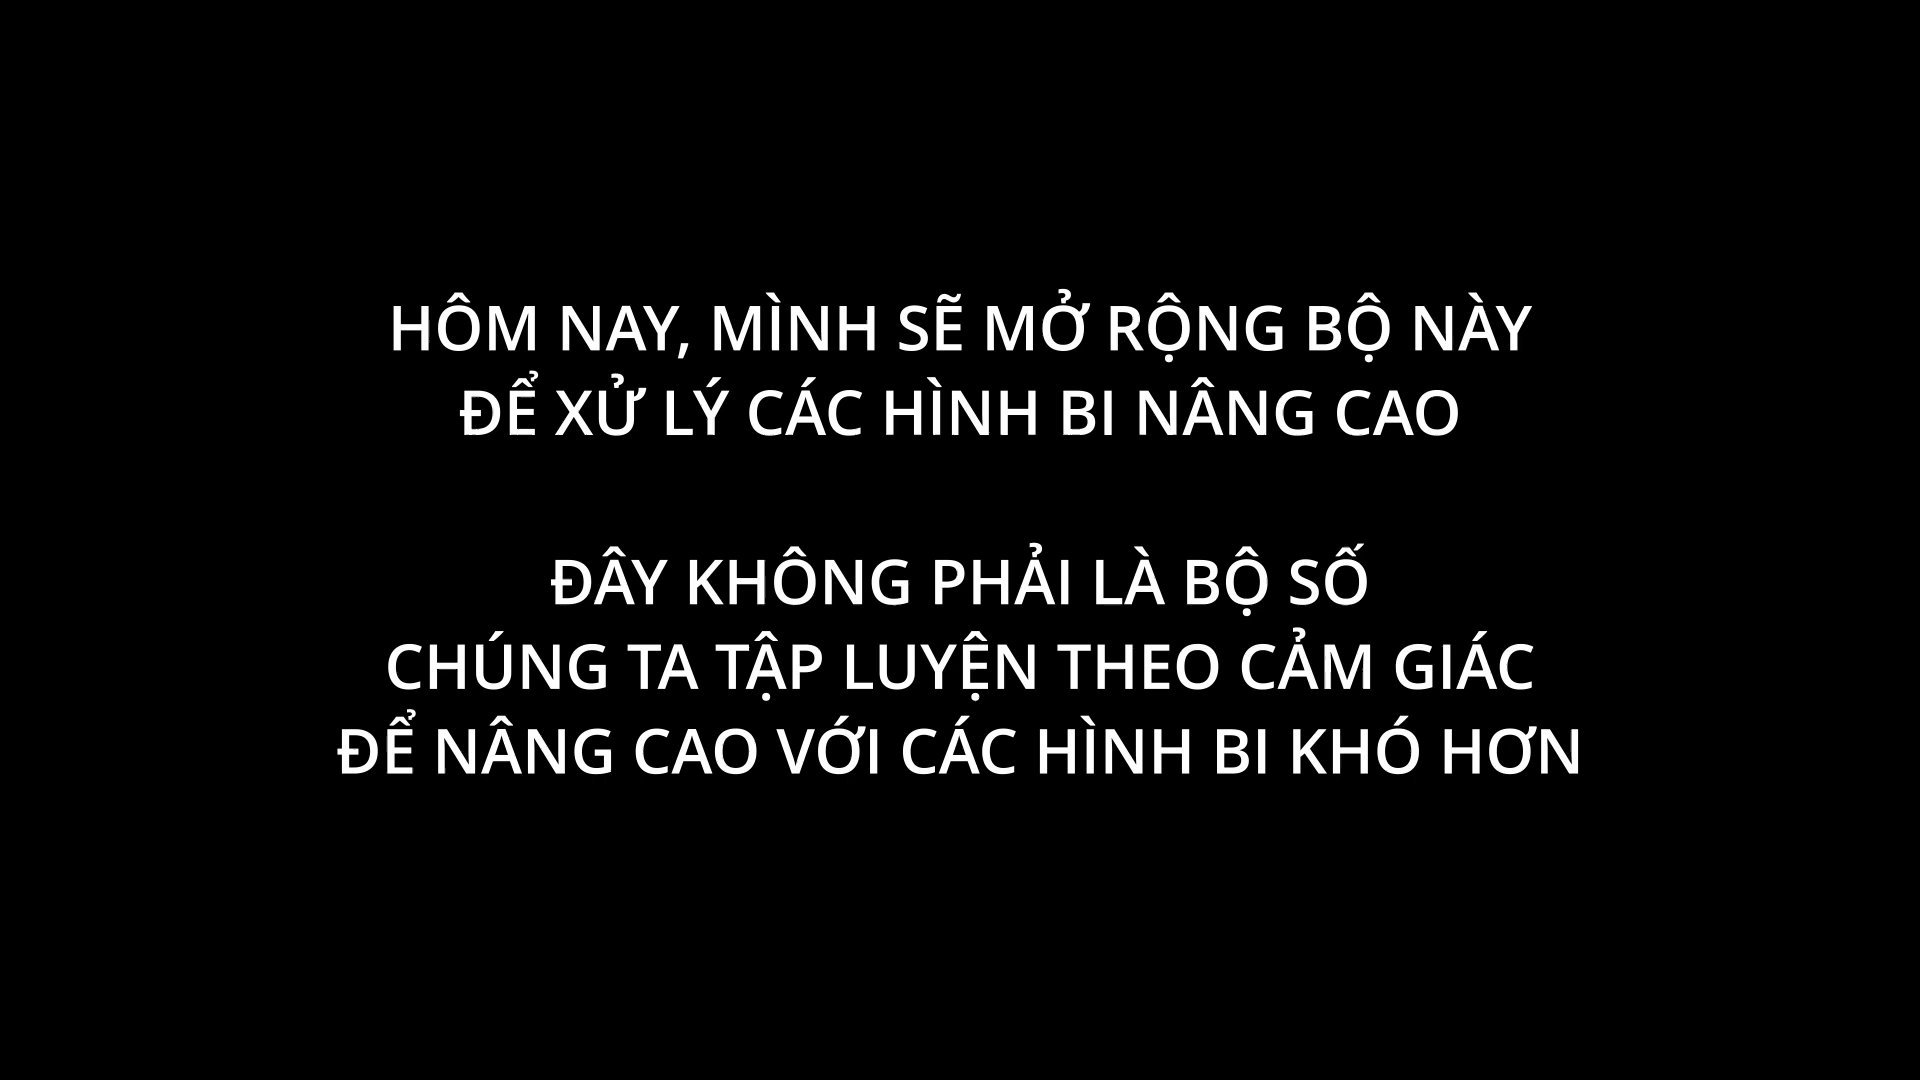 HÔM NAY, MÌNH SẼ MỞ RỘNG BỘ NÀY
ĐỂ XỬ LÝ CÁC HÌNH BI NÂNG CAO
ĐÂY KHÔNG PHẢI LÀ BỘ SỐ
CHÚNG TA TẬP LUYỆN THEO CẢM GIÁC
ĐỂ NÂNG CAO VỚI CÁC HÌNH BI KHÓ HƠN